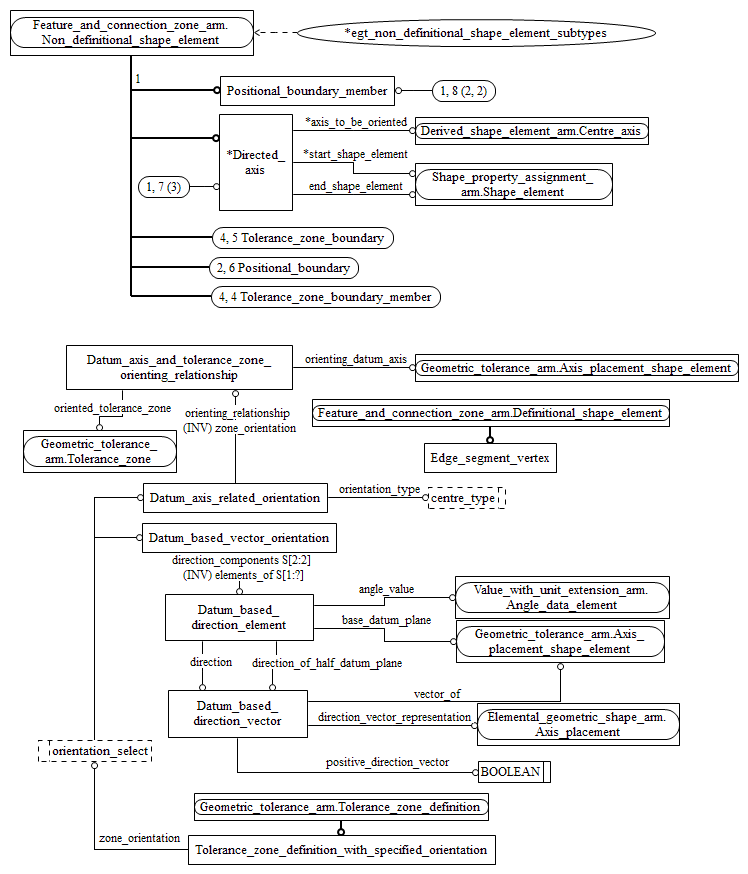 Feature_and_connection_zone_arm.
Non_definitional_shape_element
*egt_non_definitional_shape_element_subtypes
1
Positional_boundary_member
1, 8 (2, 2)
*Directed_
axis
*axis_to_be_oriented
Derived_shape_element_arm.Centre_axis
*start_shape_element
1, 7 (3)
end_shape_element
Shape_property_assignment_
arm.Shape_element
4, 5 Tolerance_zone_boundary
2, 6 Positional_boundary
4, 4 Tolerance_zone_boundary_member
Datum_axis_and_tolerance_zone_
orienting_relationship
orienting_datum_axis
Geometric_tolerance_arm.Axis_placement_shape_element
oriented_tolerance_zone
orienting_relationship
(INV) zone_orientation
Feature_and_connection_zone_arm.Definitional_shape_element
Geometric_tolerance_
arm.Tolerance_zone
Edge_segment_vertex
Datum_axis_related_orientation
orientation_type
centre_type
Datum_based_vector_orientation
direction_components S[2:2]
(INV) elements_of S[1:?]
Datum_based_
direction_element
angle_value
Value_with_unit_extension_arm.
Angle_data_element
base_datum_plane
Geometric_tolerance_arm.Axis_
placement_shape_element
direction
direction_of_half_datum_plane
Datum_based_
direction_vector
vector_of
direction_vector_representation
Elemental_geometric_shape_arm.
Axis_placement
orientation_select
positive_direction_vector
BOOLEAN
Geometric_tolerance_arm.Tolerance_zone_definition
zone_orientation
Tolerance_zone_definition_with_specified_orientation